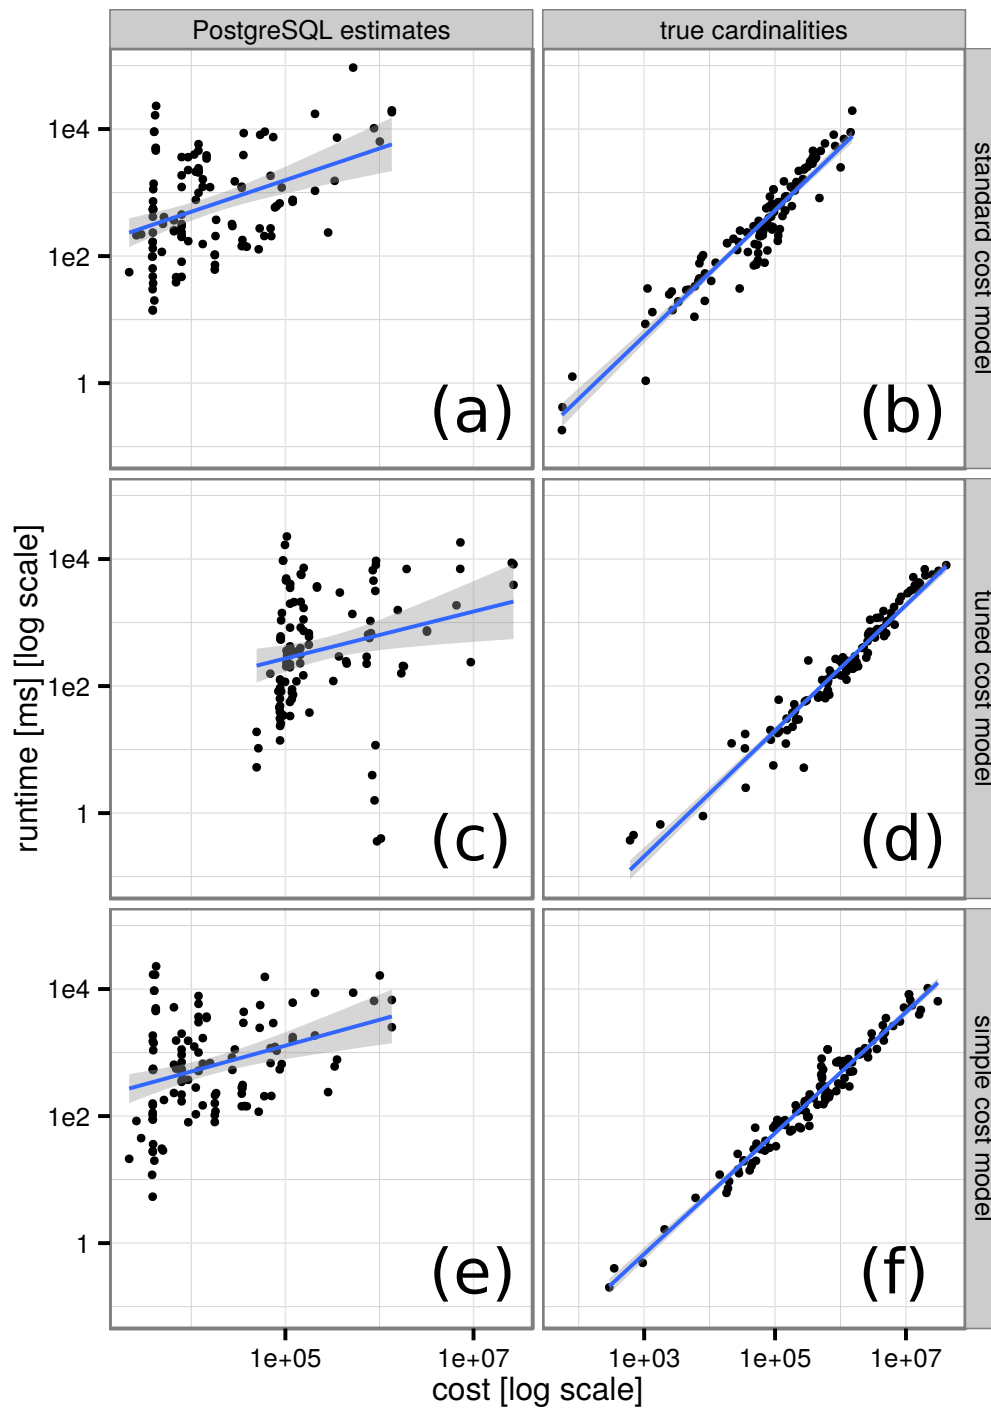 PostgreSQL estimates
true cardinalities
1e4
1e2
1
(a)
(b)
standard cost model
1e4
1e2
1
(c)
(d)
tuned cost model
runtime [ms] [log scale]
1e4
1e2
1
(e)
(f)
simple cost model
1e+05
1e+07
1e+03
1e+05
1e+07
cost [log scale]